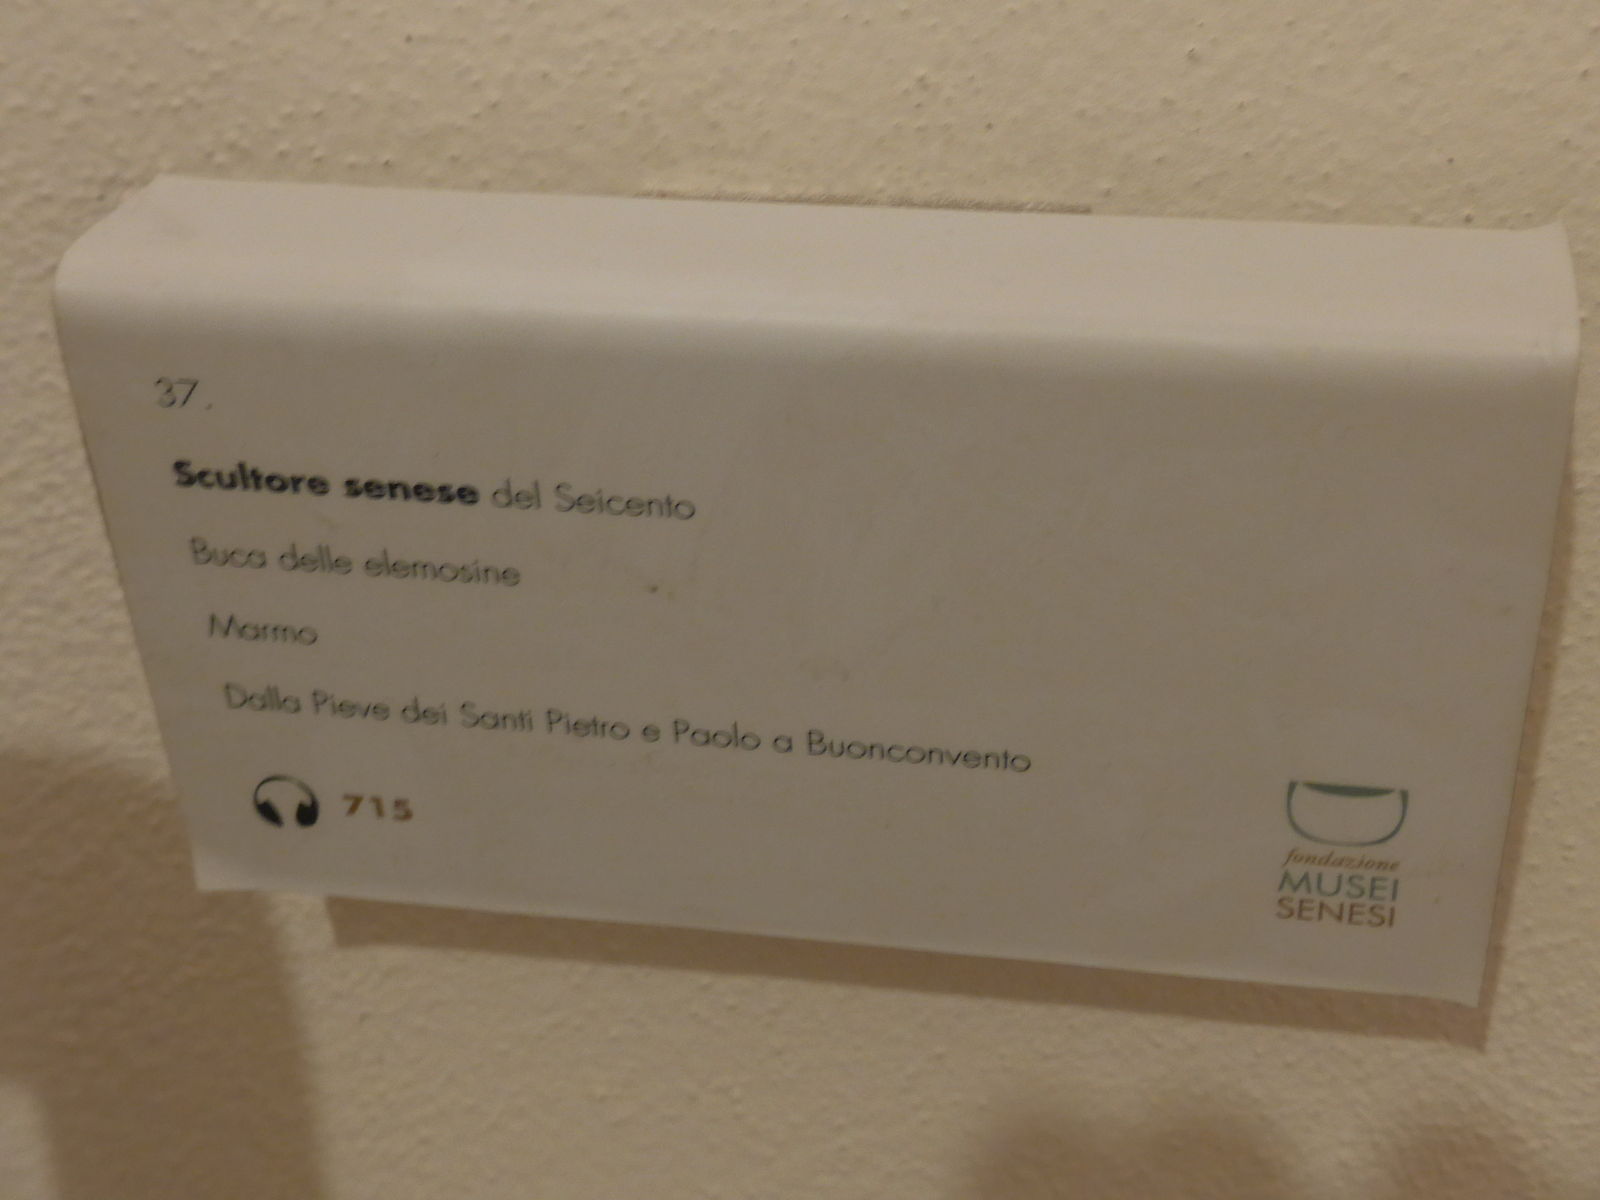 37.
Scultore senese del Seicento
Buca delle elemosine
Marmo
Dalla Pieve dei Santi Pietro e Paolo a Buonconvento
715
fondazione
MUSEI
SENESI